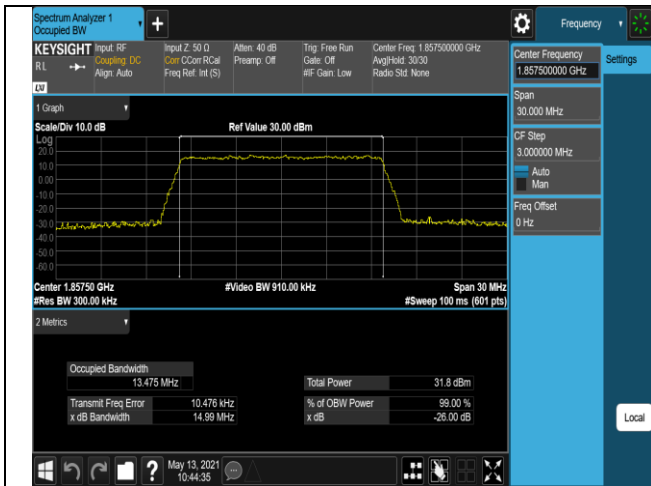 Spectrum Analyzer 1
Occupied BW
+
Frequency
KEYSIGHT
RL
LXI
Input: RF
Coupling: DC
Align: Auto
Input Z: 50 Ω
Corr CCorr RCal
Freq Ref: Int (S)
Atten: 40 dB
Preamp: Off
Trig: Free Run
Gate: Off
#IF Gain: Low
Center Freq: 1.857500000 GHz
Avg|Hold: 30/30
Radio Std: None
Center Frequency
1.857500000 GHz
Settings
Span
30.000 MHz
CF Step
3.000000 MHz
Auto
Man
Freq Offset
0 Hz
Local
1 Graph
Scale/Div 10.0 dB
Ref Value 30.00 dBm
Log
20.0
10.0
0.00
-10.0
-20.0
-30.0
-40.0
-50.0
-60.0
Center 1.85750 GHz
#Video BW 910.00 kHz
Span 30 MHz
#Res BW 300.00 kHz
#Sweep 100 ms (601 pts)
2 Metrics
Occupied Bandwidth
13.475 MHz
Total Power 31.8 dBm
Transmit Freq Error 10.476 kHz
% of OBW Power 99.00 %
x dB Bandwidth 14.99 MHz
x dB -26.00 dB
?
May 13, 2021
10:44:35